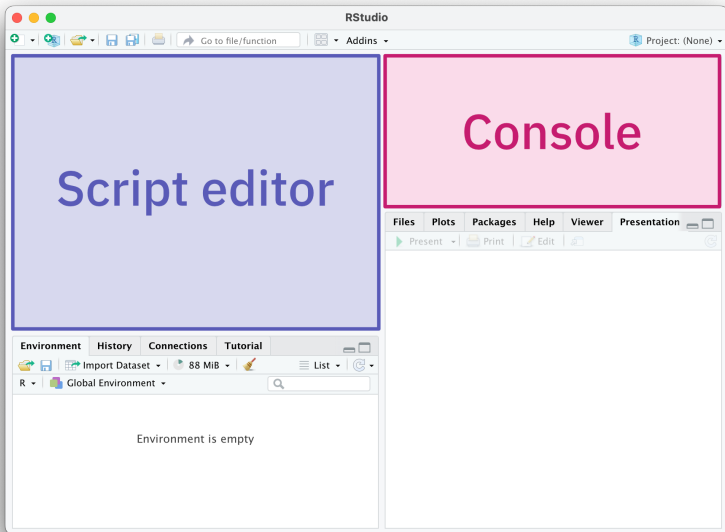 RStudio
Go to file/function
Addins
Project: (None)
Script editor
Console
Files Plots Packages Help Viewer Presentation
Present Print Edit
Environment History Connections Tutorial
Import Dataset 88 MiB List
R Global Environment
Environment is empty